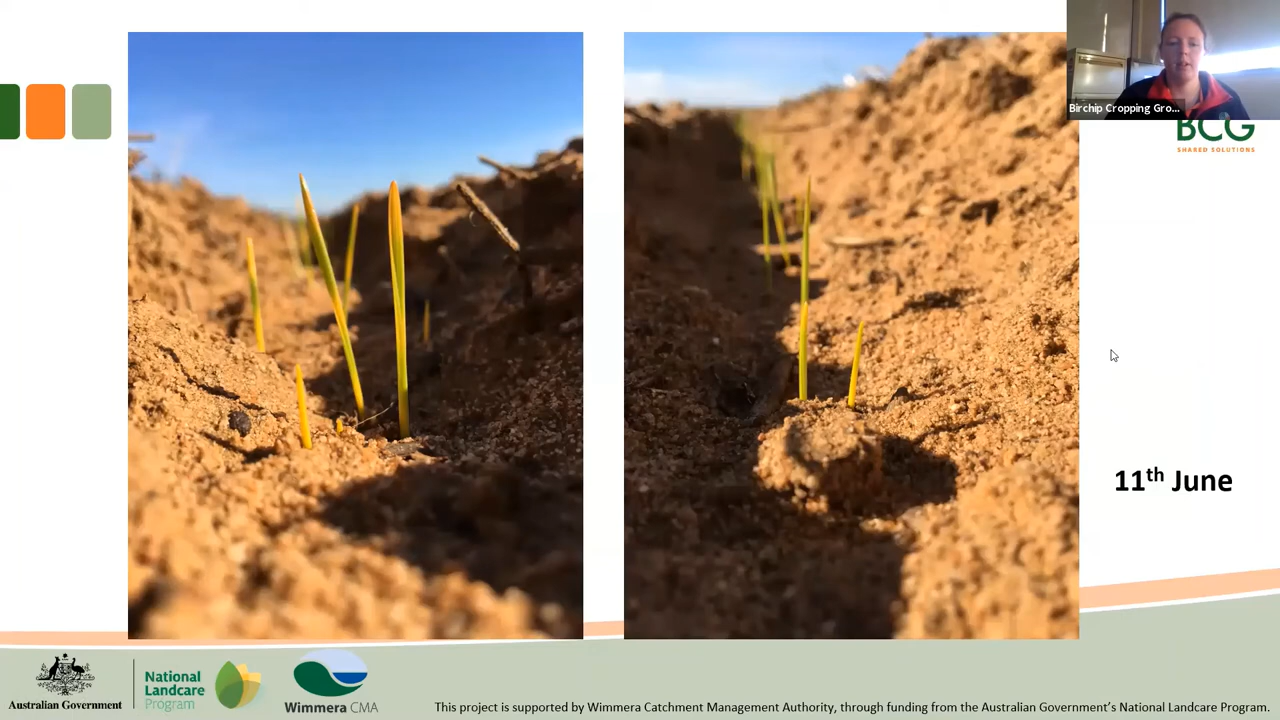 Birchip Cropping Gro...
BCG
SHARED SOLUTIONS
11th June
Australian Government
National
Landcare
Program
Wimmera CMA
This project is supported by Wimmera Catchment Management Authority, through funding from the Australian Government's National Landcare Program.